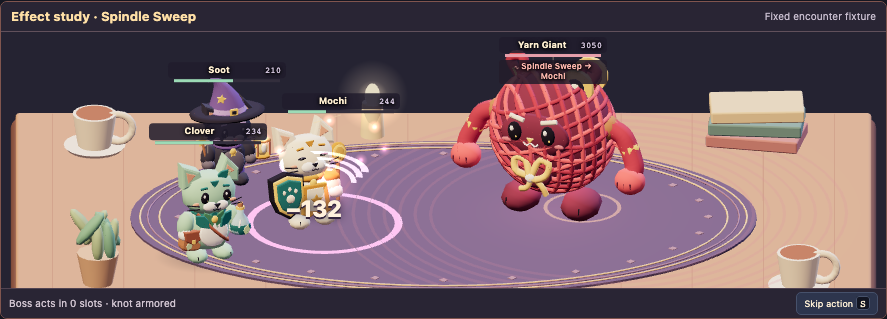 Effect study · Spindle Sweep
Fixed encounter fixture
Yarn Giant 3050
Spindle Sweep →
Mochi
Soot 210
Mochi 244
Clover 234
−132
Boss acts in 0 slots · knot armored
Skip action S